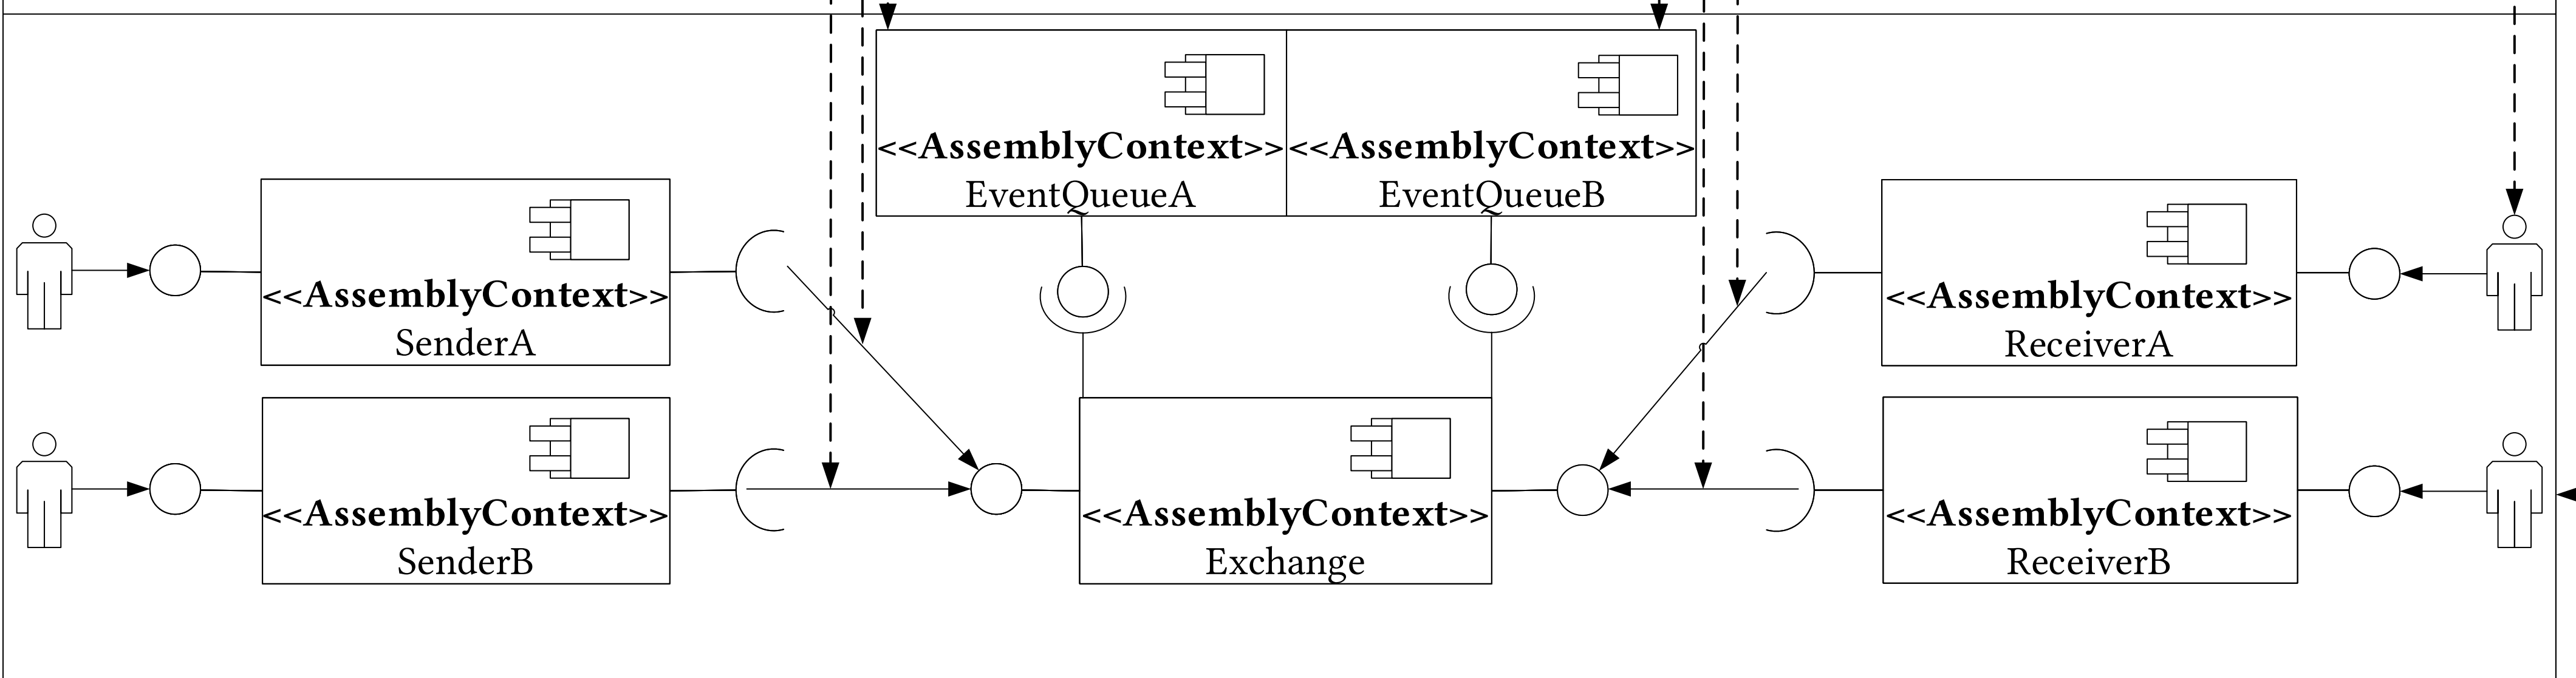 <<AssemblyContext>>
EventQueueA
<<AssemblyContext>>
EventQueueB
<<AssemblyContext>>
SenderA
<<AssemblyContext>>
ReceiverA
<<AssemblyContext>>
SenderB
<<AssemblyContext>>
Exchange
<<AssemblyContext>>
ReceiverB